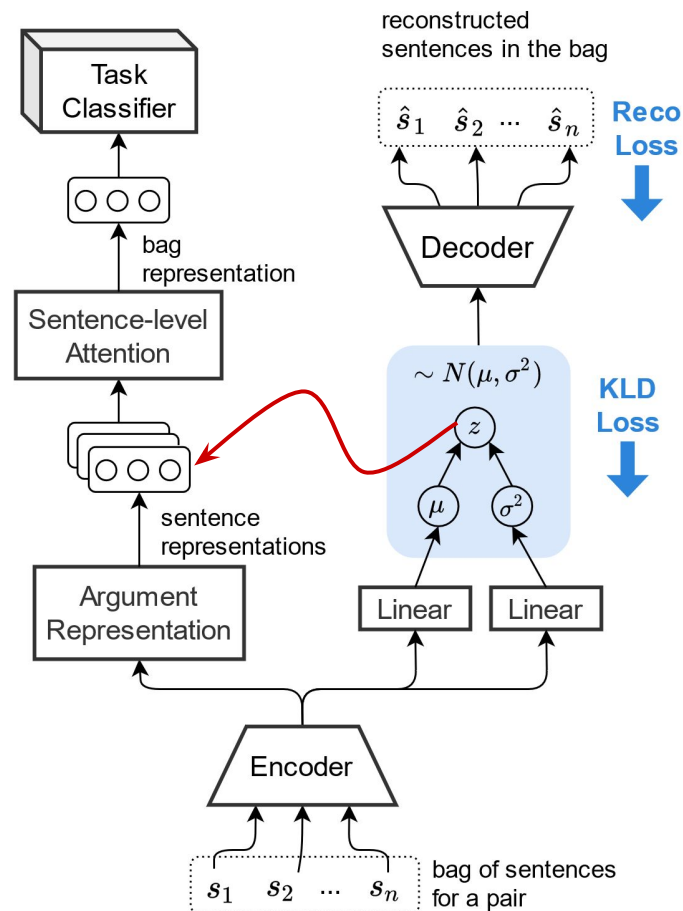 reconstructed
sentences in the bag
Task
Classifier
ŝ₁ ŝ₂ ... ŝₙ
Reco
Loss
bag
representation
Decoder
Sentence-level
Attention
∼ N(μ, σ²)
KLD
Loss
z
μ
σ²
sentence
representations
Argument
Representation
Linear
Linear
Encoder
s₁ s₂ ... sₙ
bag of sentences
for a pair